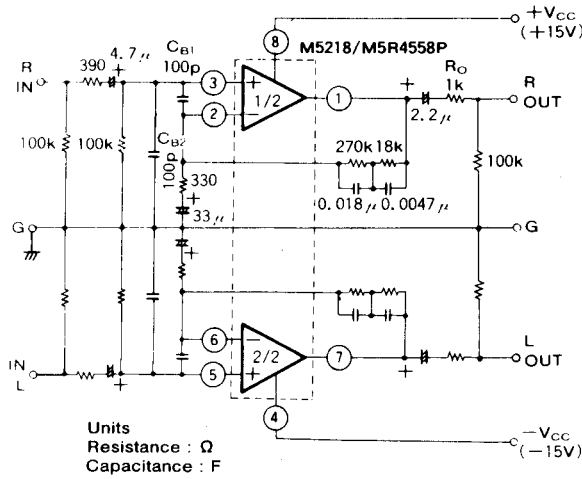 +VCC
(+15V)
8
M5218/M5R4558P
4.7μ
+
CB1
100p
390
R
IN
3
+
1/2
2
−
1
RO
1k
R
OUT
+
2.2μ
100k
100k
CB2
100p
270k
18k
100k
330
+
33μ
0.018μ
0.0047μ
G
G
+
6
−
2/2
5
+
7
+
L
OUT
IN
L
+
4
−VCC
(−15V)
Units
Resistance : Ω
Capacitance : F